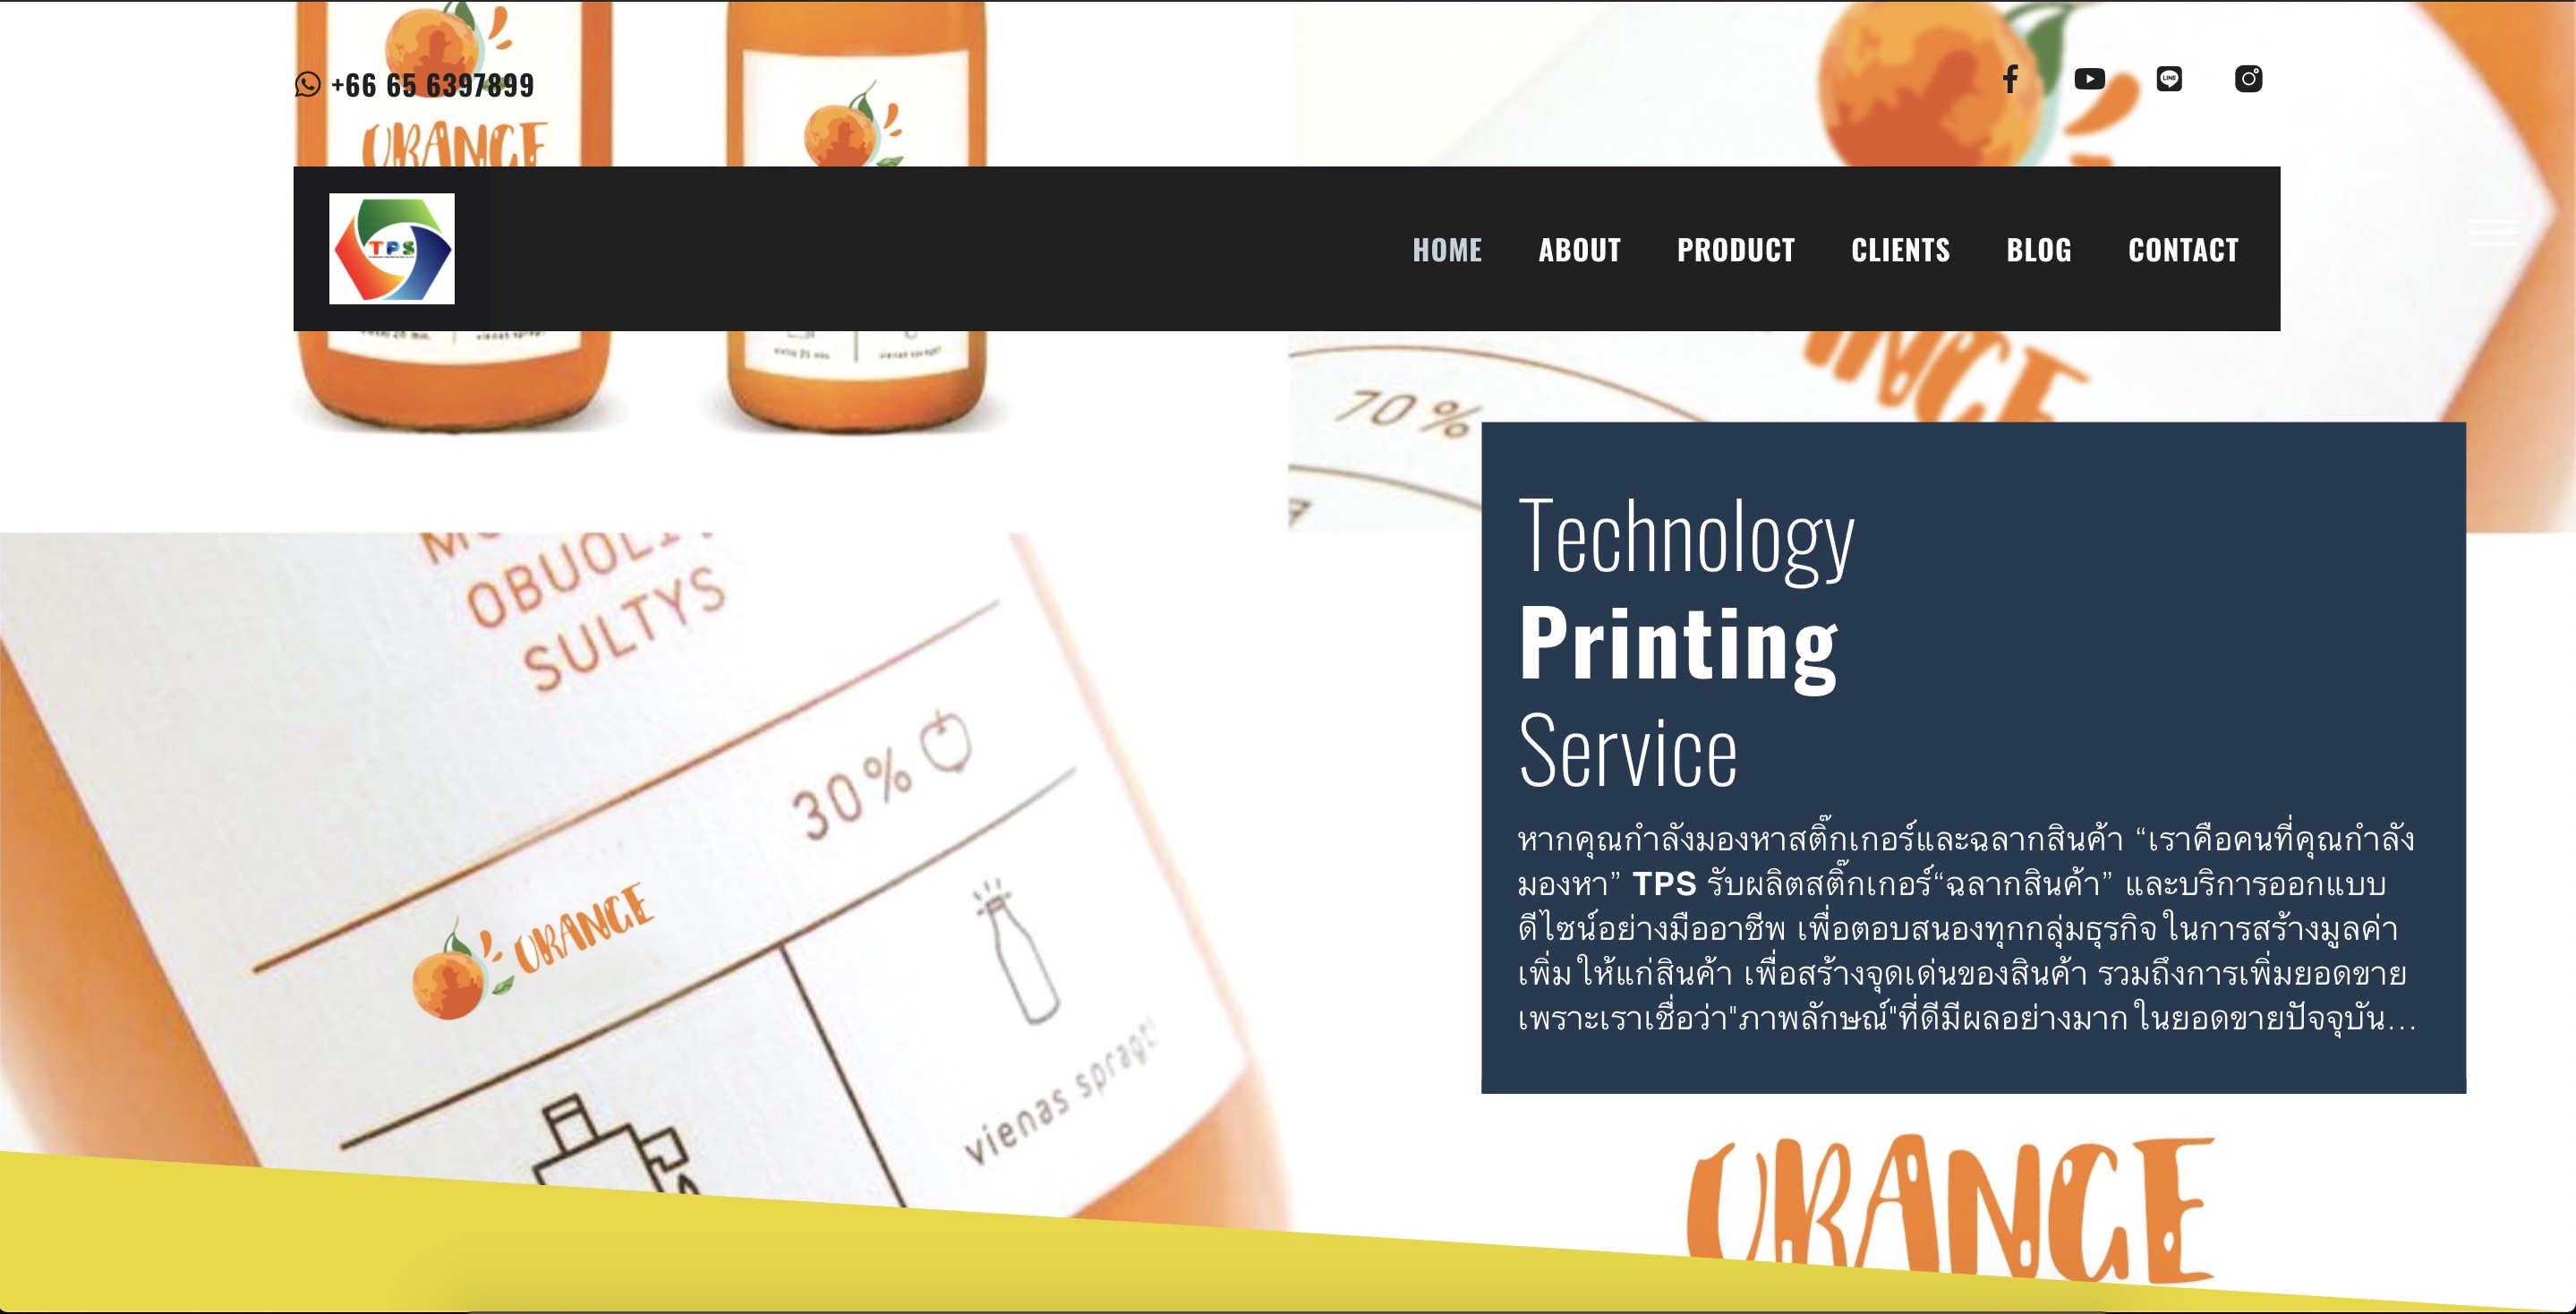 +66 65 6397899
ORANGE
TPS
HOME ABOUT PRODUCT CLIENTS BLOG CONTACT
70%
Technology
Printing
Service
หากคุณกำลังมองหาสติ๊กเกอร์และฉลากสินค้า “เราคือคนที่คุณกำลัง
มองหา” TPS รับผลิตสติ๊กเกอร์“ฉลากสินค้า” และบริการออกแบบ
ดีไซน์อย่างมืออาชีพ เพื่อตอบสนองทุกกลุ่มธุรกิจ ในการสร้างมูลค่า
เพิ่ม ให้แก่สินค้า เพื่อสร้างจุดเด่นของสินค้า รวมถึงการเพิ่มยอดขาย
เพราะเราเชื่อว่า"ภาพลักษณ์"ที่ดีมีผลอย่างมาก ในยอดขายปัจจุบัน...
SULTYS
30%
ORANGE
vienas
ORANGE